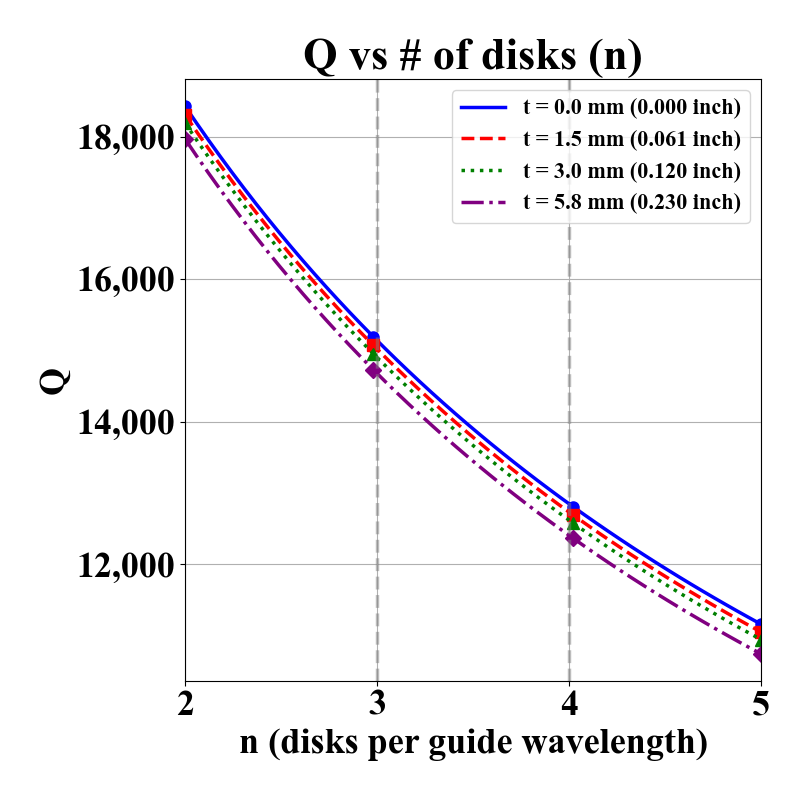 Q vs # of disks (n)
t = 0.0 mm (0.000 inch)
t = 1.5 mm (0.061 inch)
t = 3.0 mm (0.120 inch)
t = 5.8 mm (0.230 inch)
18,000
16,000
14,000
12,000
Q
2 3 4 5
n (disks per guide wavelength)